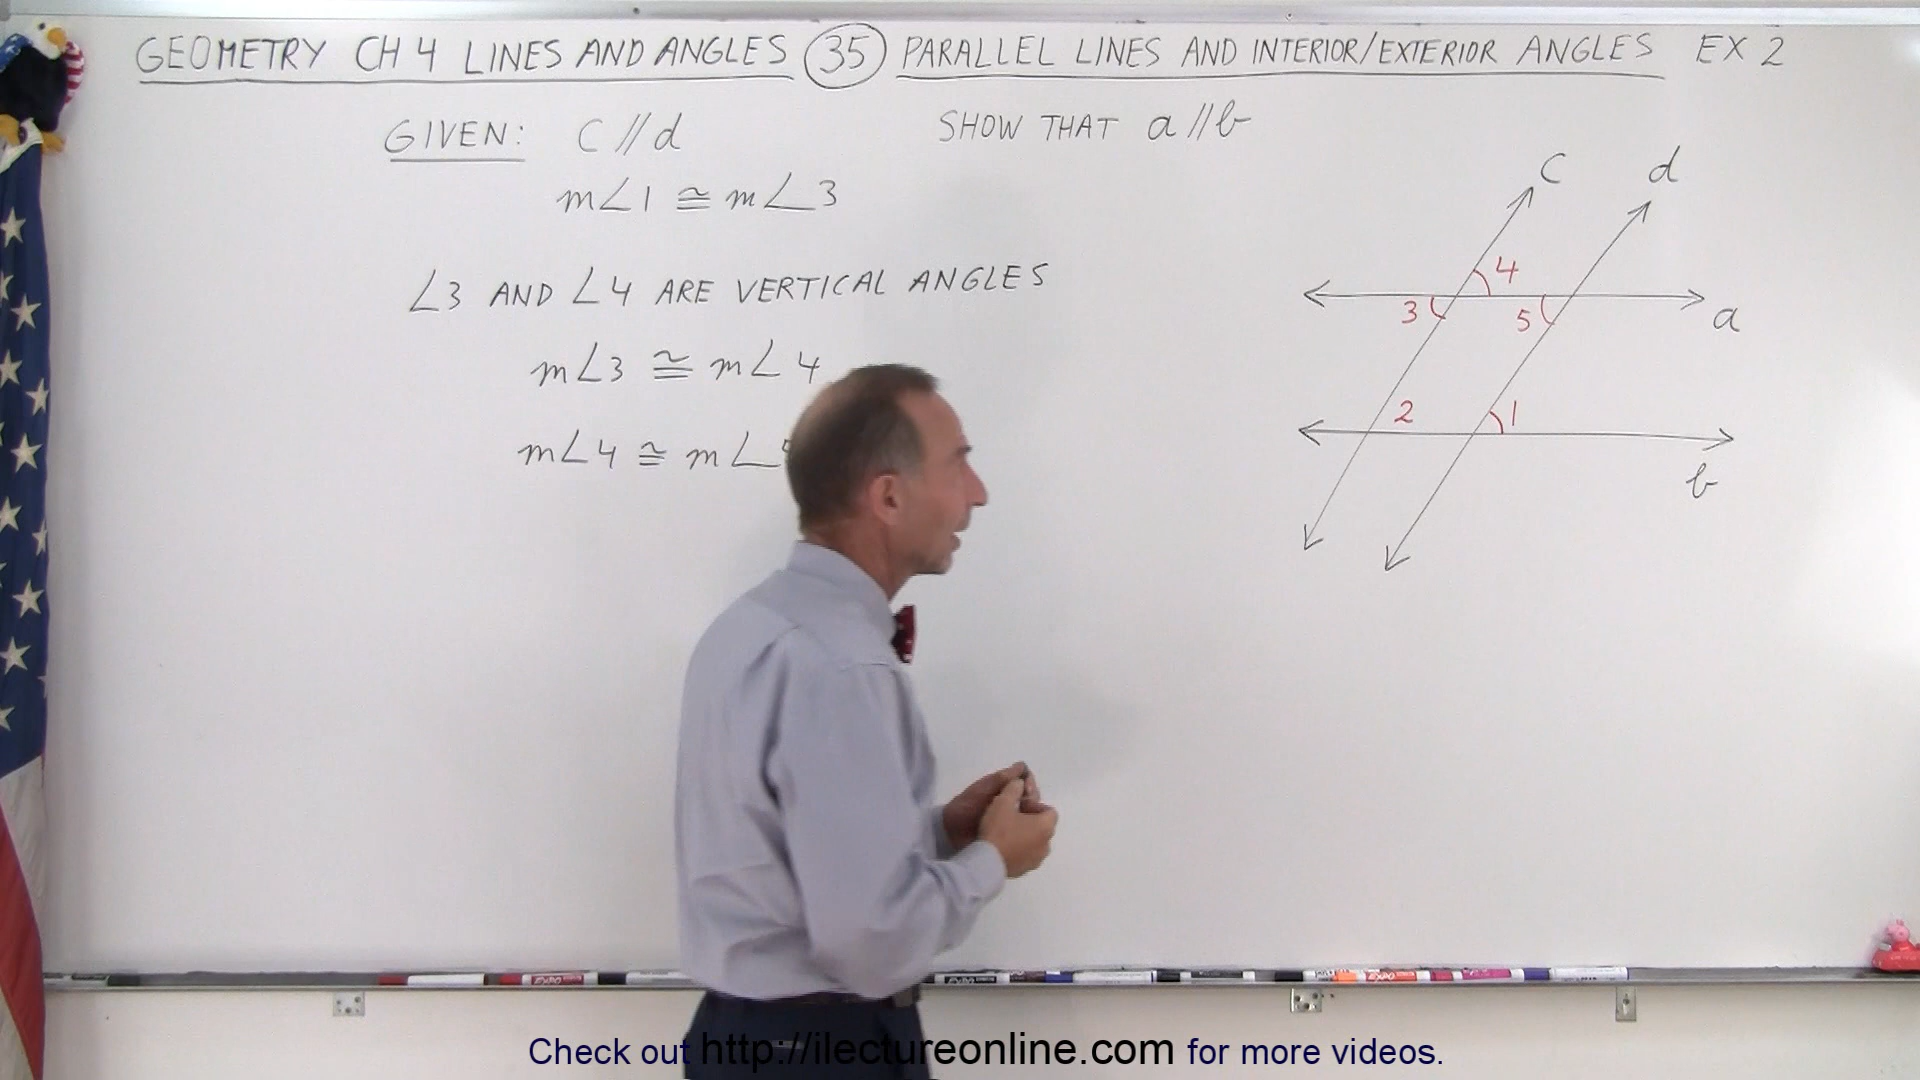 GEOMETRY CH 4 LINES AND ANGLES 35 PARALLEL LINES AND INTERIOR/EXTERIOR ANGLES EX 2
GIVEN: C // d
SHOW THAT a // b
m∠1 ≅ m∠3
∠3 AND ∠4 ARE VERTICAL ANGLES
m∠3 ≅ m∠4
m∠4 ≅ m∠
c
d
4
3
5
a
2
1
b
EXPO
EXPO
Check out http://ilectureonline.com for more videos.